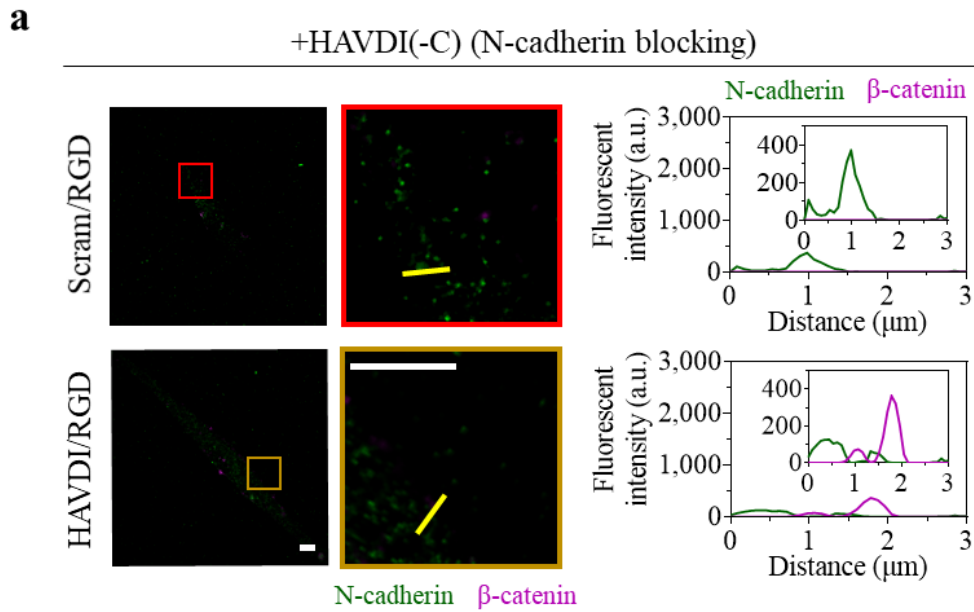 a
+HAVDI(-C) (N-cadherin blocking)
N-cadherin β-catenin
Scram/RGD
Fluorescent
intensity (a.u.)
3,000
2,000
1,000
0
400
200
0
0 1 2 3
0 1 2 3
Distance (μm)
HAVDI/RGD
Fluorescent
intensity (a.u.)
3,000
2,000
1,000
0
400
200
0
0 1 2 3
0 1 2 3
Distance (μm)
N-cadherin β-catenin